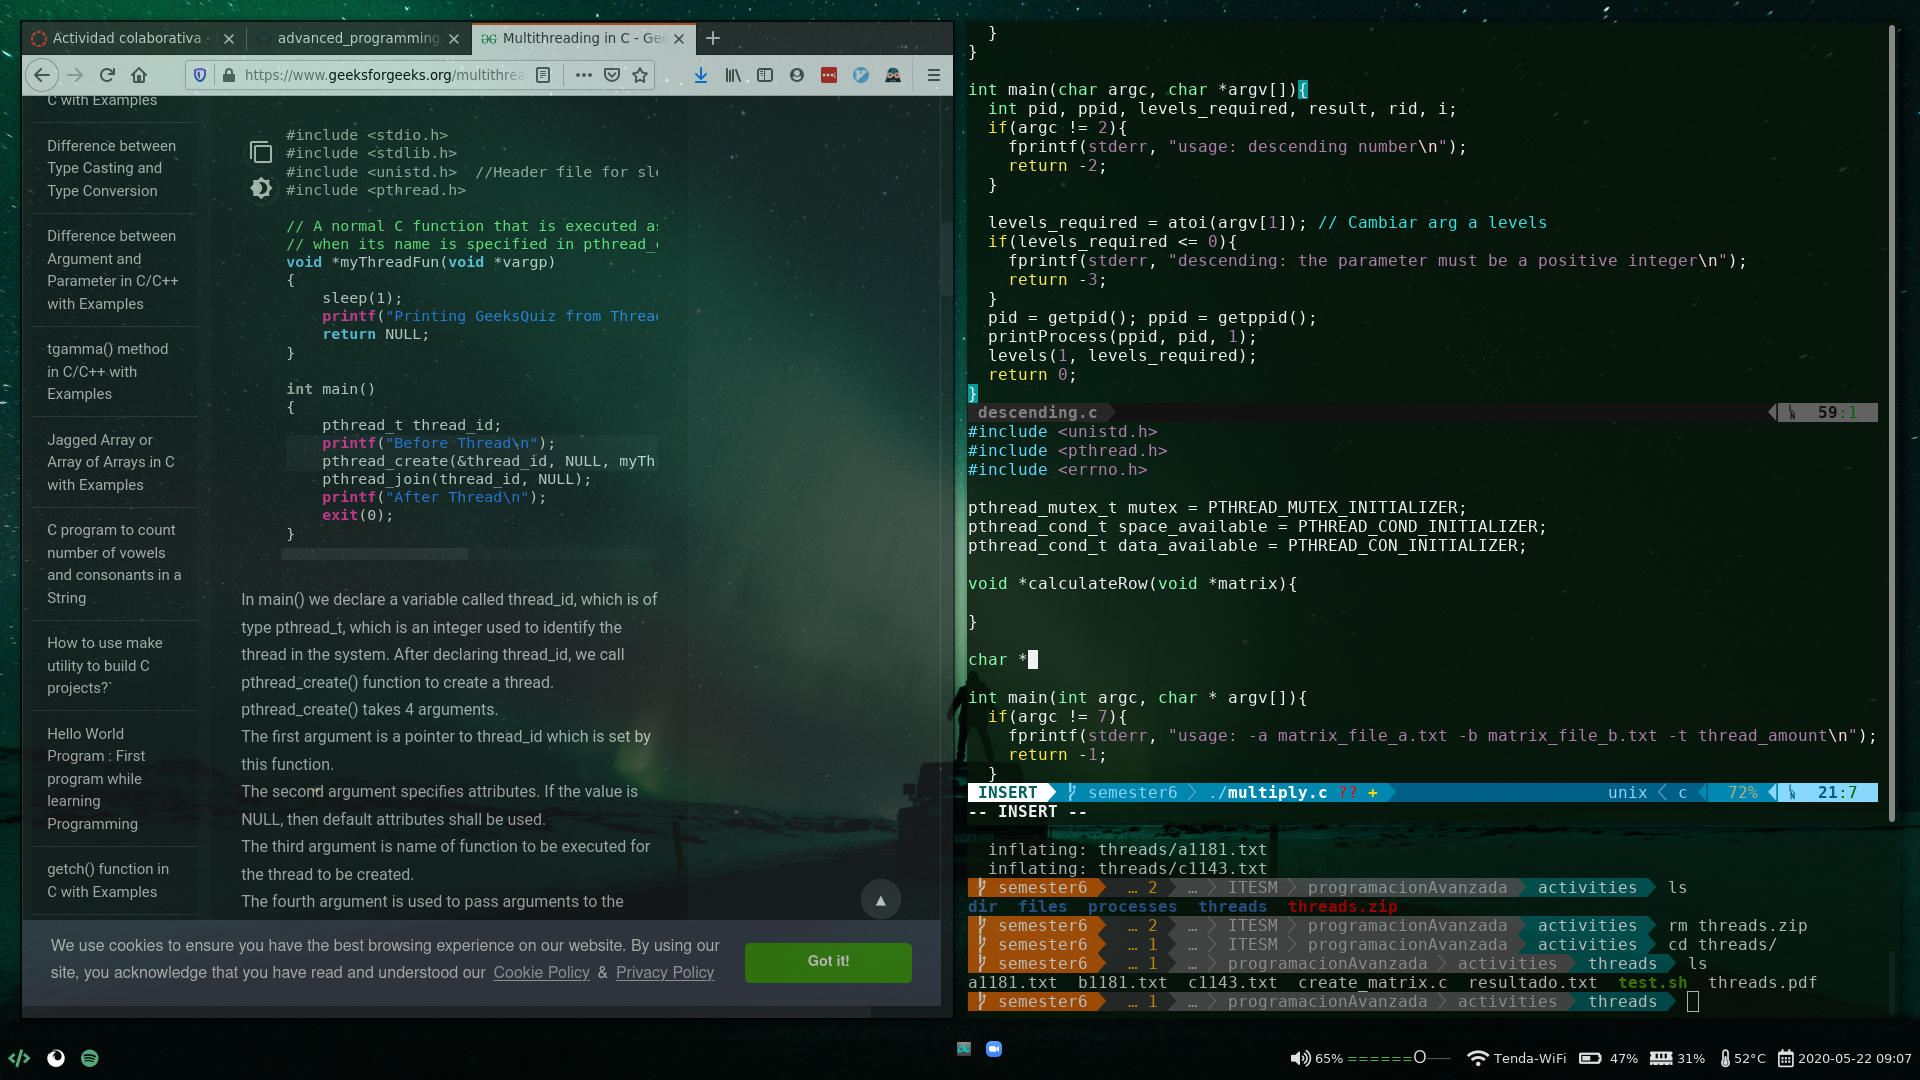 Actividad colaborativa -
advanced_programming
Multithreading in C - Gee
https://www.geeksforgeeks.org/multithrea
C with Examples
Difference between
Type Casting and
Type Conversion
Difference between
Argument and
Parameter in C/C++
with Examples
tgamma() method
in C/C++ with
Examples
Jagged Array or
Array of Arrays in C
with Examples
C program to count
number of vowels
and consonants in a
String
How to use make
utility to build C
projects?`
Hello World
Program : First
program while
learning
Programming
getch() function in
C with Examples
#include <stdio.h>
#include <stdlib.h>
#include <unistd.h>  //Header file for sle
#include <pthread.h>
// A normal C function that is executed as
// when its name is specified in pthread_c
void *myThreadFun(void *vargp)
{
    sleep(1);
    printf("Printing GeeksQuiz from Thread
    return NULL;
}
int main()
{
    pthread_t thread_id;
    printf("Before Thread\n");
    pthread_create(&thread_id, NULL, myTh
    pthread_join(thread_id, NULL);
    printf("After Thread\n");
    exit(0);
}
In main() we declare a variable called thread_id, which is of
type pthread_t, which is an integer used to identify the
thread in the system. After declaring thread_id, we call
pthread_create() function to create a thread.
pthread_create() takes 4 arguments.
The first argument is a pointer to thread_id which is set by
this function.
The second argument specifies attributes. If the value is
NULL, then default attributes shall be used.
The third argument is name of function to be executed for
the thread to be created.
The fourth argument is used to pass arguments to the
We use cookies to ensure you have the best browsing experience on our website. By using our
site, you acknowledge that you have read and understood our Cookie Policy & Privacy Policy
Got it!
  }
}
int main(char argc, char *argv[]){
  int pid, ppid, levels_required, result, rid, i;
  if(argc != 2){
    fprintf(stderr, "usage: descending number\n");
    return -2;
  }
  levels_required = atoi(argv[1]); // Cambiar arg a levels
  if(levels_required <= 0){
    fprintf(stderr, "descending: the parameter must be a positive integer\n");
    return -3;
  }
  pid = getpid(); ppid = getppid();
  printProcess(ppid, pid, 1);
  levels(1, levels_required);
  return 0;
}
descending.c 59:1
#include <unistd.h>
#include <pthread.h>
#include <errno.h>
pthread_mutex_t mutex = PTHREAD_MUTEX_INITIALIZER;
pthread_cond_t space_available = PTHREAD_COND_INITIALIZER;
pthread_cond_t data_available = PTHREAD_CON_INITIALIZER;
void *calculateRow(void *matrix){
}
char *
int main(int argc, char * argv[]){
  if(argc != 7){
    fprintf(stderr, "usage: -a matrix_file_a.txt -b matrix_file_b.txt -t thread_amount\n");
    return -1;
  }
INSERT semester6 ./multiply.c ?? + unix c 72% 21:7
-- INSERT --
  inflating: threads/a1181.txt
  inflating: threads/c1143.txt
semester6 … 2 … ITESM programacionAvanzada activities ls
dir  files  processes  threads  threads.zip
semester6 … 2 … ITESM programacionAvanzada activities rm threads.zip
semester6 … 1 … ITESM programacionAvanzada activities cd threads/
semester6 … 1 … programacionAvanzada activities threads ls
a1181.txt  b1181.txt  c1143.txt  create_matrix.c  resultado.txt  test.sh  threads.pdf
semester6 … 1 … programacionAvanzada activities threads
65% ======O—— Tenda-WiFi 47% 31% 52°C 2020-05-22 09:07